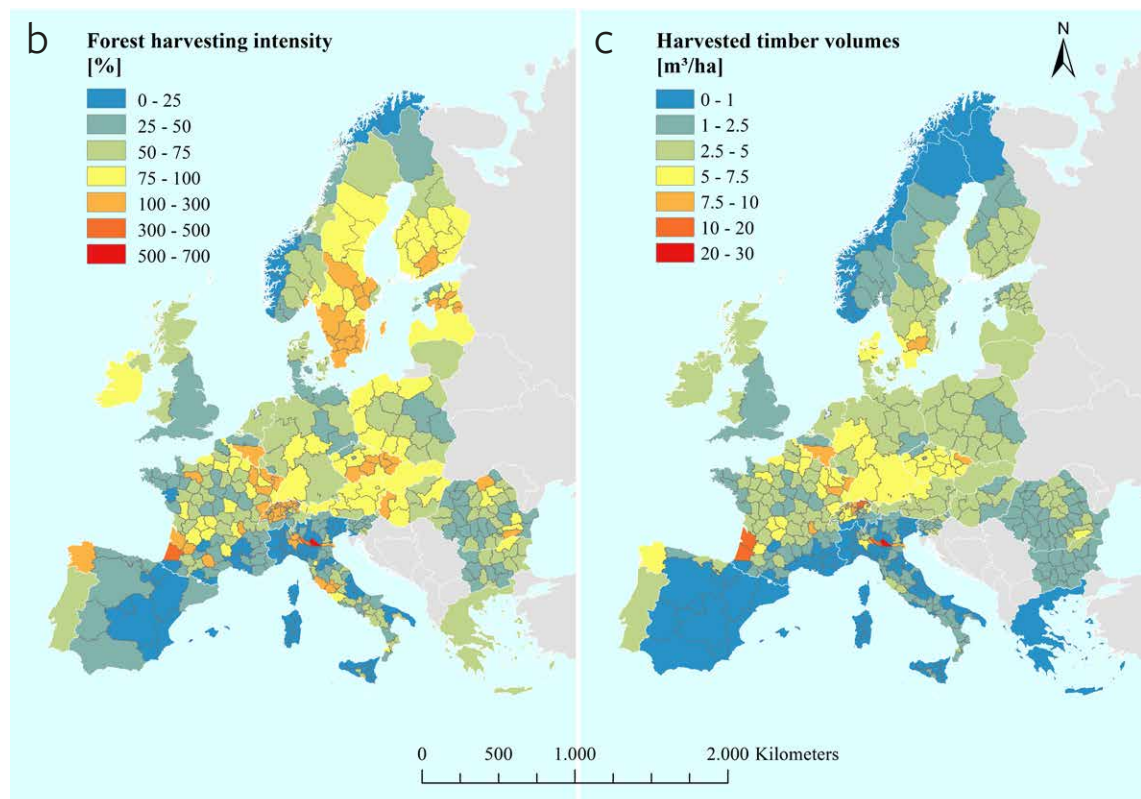 b
Forest harvesting intensity
[%]
0 - 25
25 - 50
50 - 75
75 - 100
100 - 300
300 - 500
500 - 700
c
Harvested timber volumes
[m³/ha]
0 - 1
1 - 2.5
2.5 - 5
5 - 7.5
7.5 - 10
10 - 20
20 - 30
N
0 500 1.000 2.000 Kilometers